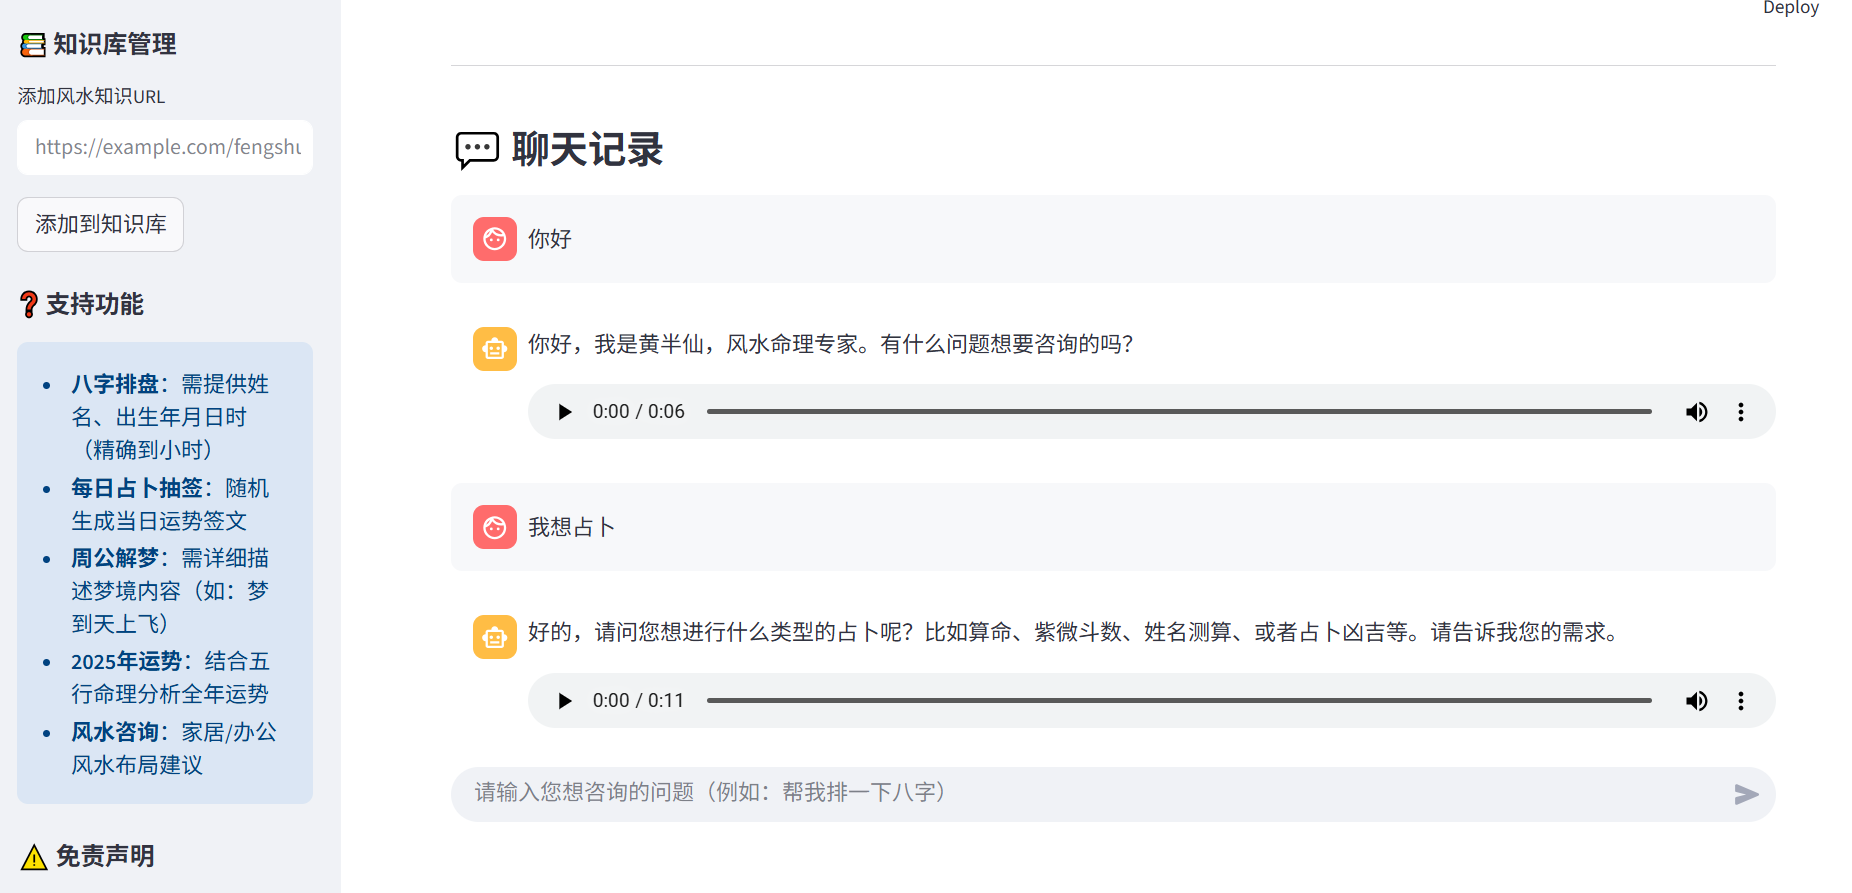 Deploy
知识库管理
添加风水知识URL
https://example.com/fengshu
添加到知识库
支持功能
八字排盘：需提供姓
名、出生年月日时
（精确到小时）
每日占卜抽签：随机
生成当日运势签文
周公解梦：需详细描
述梦境内容（如：梦
到天上飞）
2025年运势：结合五
行命理分析全年运势
风水咨询：家居/办公
风水布局建议
免责声明
聊天记录
你好
你好，我是黄半仙，风水命理专家。有什么问题想要咨询的吗？
0:00 / 0:06
我想占卜
好的，请问您想进行什么类型的占卜呢？比如算命、紫微斗数、姓名测算、或者占卜凶吉等。请告诉我您的需求。
0:00 / 0:11
请输入您想咨询的问题（例如：帮我排一下八字）